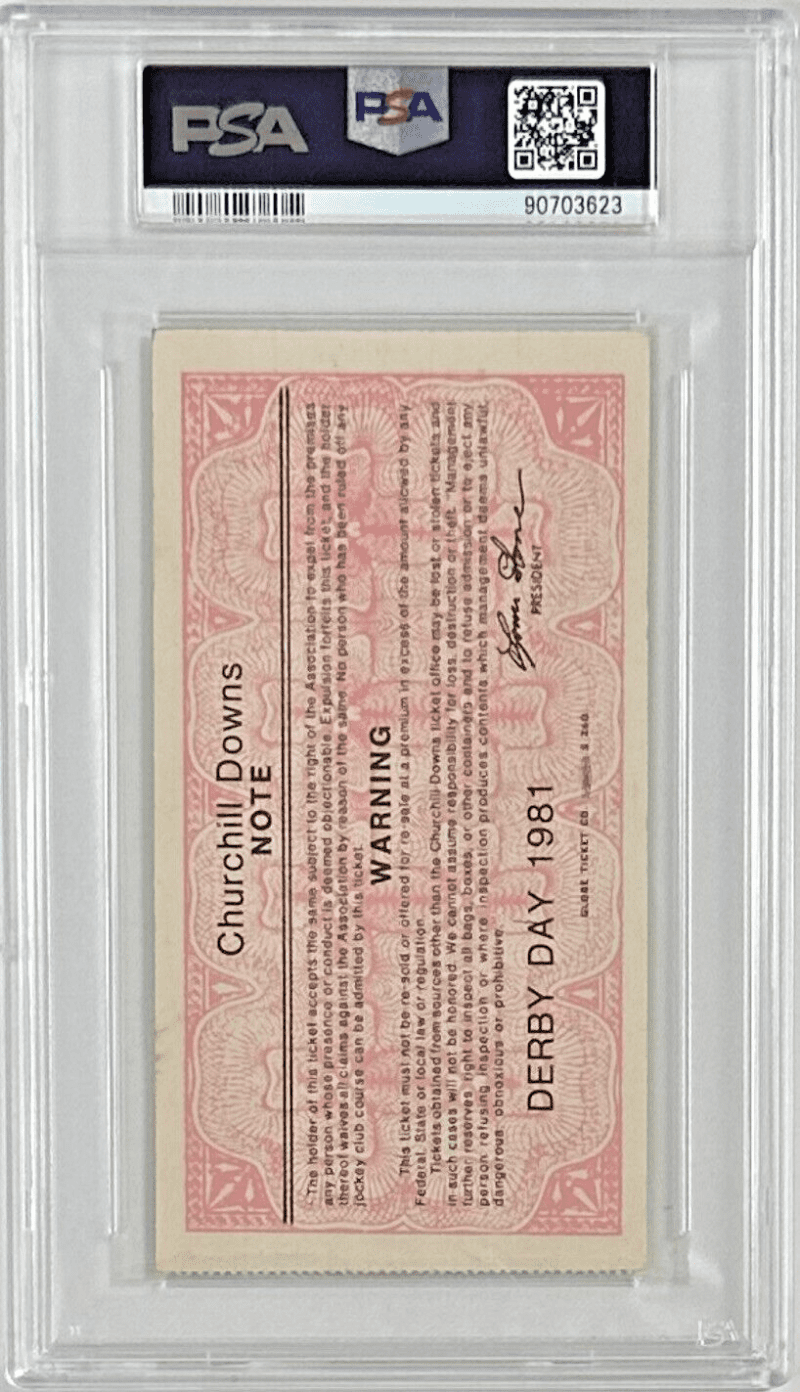 PSA
PSA
90703623
Churchill Downs
NOTE
The holder of this ticket accepts the same subject to the right of the Association to expel from the premises
any person whose presence or conduct is deemed objectionable. Expulsion forfeits this ticket, and the holder
thereof waives all claims against the Association by reason of the same. No person who has been ruled off any
jockey club course can be admitted by this ticket.
WARNING
This ticket must not be re-sold or offered for re-sale at a premium in excess of the amount allowed by any
Federal, State or local law or regulation.
Tickets obtained from sources other than the Churchill Downs ticket office may be lost or stolen tickets and
in such cases will not be honored. We cannot assume responsibility for loss, destruction or theft. "Management
further reserves right to inspect all bags, boxes, or other containers and to refuse admission or to eject any
person refusing inspection or where inspection produces contents which management deems unlawful,
dangerous, obnoxious or prohibitive.
PRESIDENT
DERBY DAY 1981
GLOBE TICKET CO.
PSA